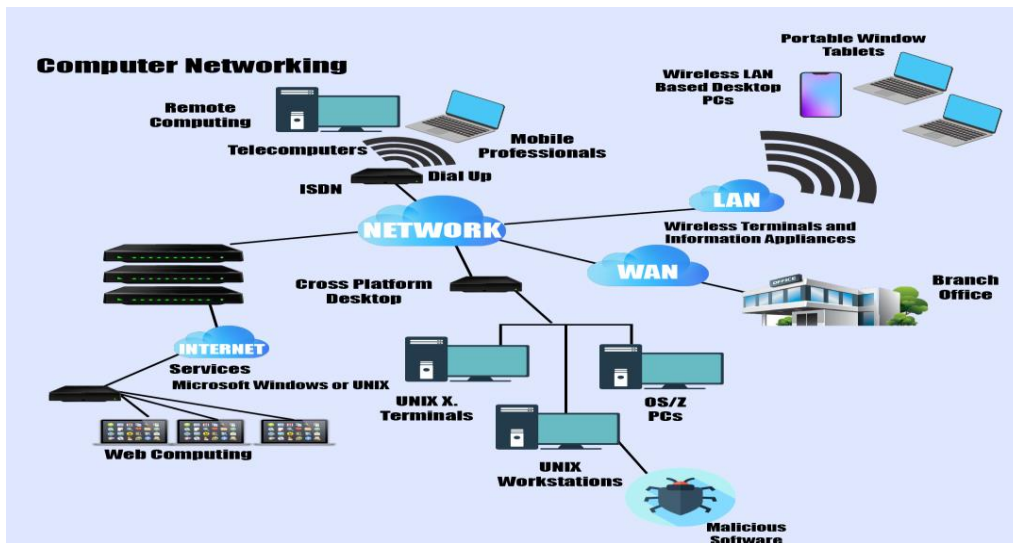 Computer Networking
Remote
Computing
Telecomputers
Mobile
Professionals
Dial Up
ISDN
Portable Window
Tablets
Wireless LAN
Based Desktop
PCs
NETWORK
LAN
Wireless Terminals and
Information Appliances
WAN
OFFICE
Branch
Office
Cross Platform
Desktop
INTERNET
Services
Microsoft Windows or UNIX
Web Computing
UNIX X.
Terminals
OS/Z
PCs
UNIX
Workstations
Malicious
Software